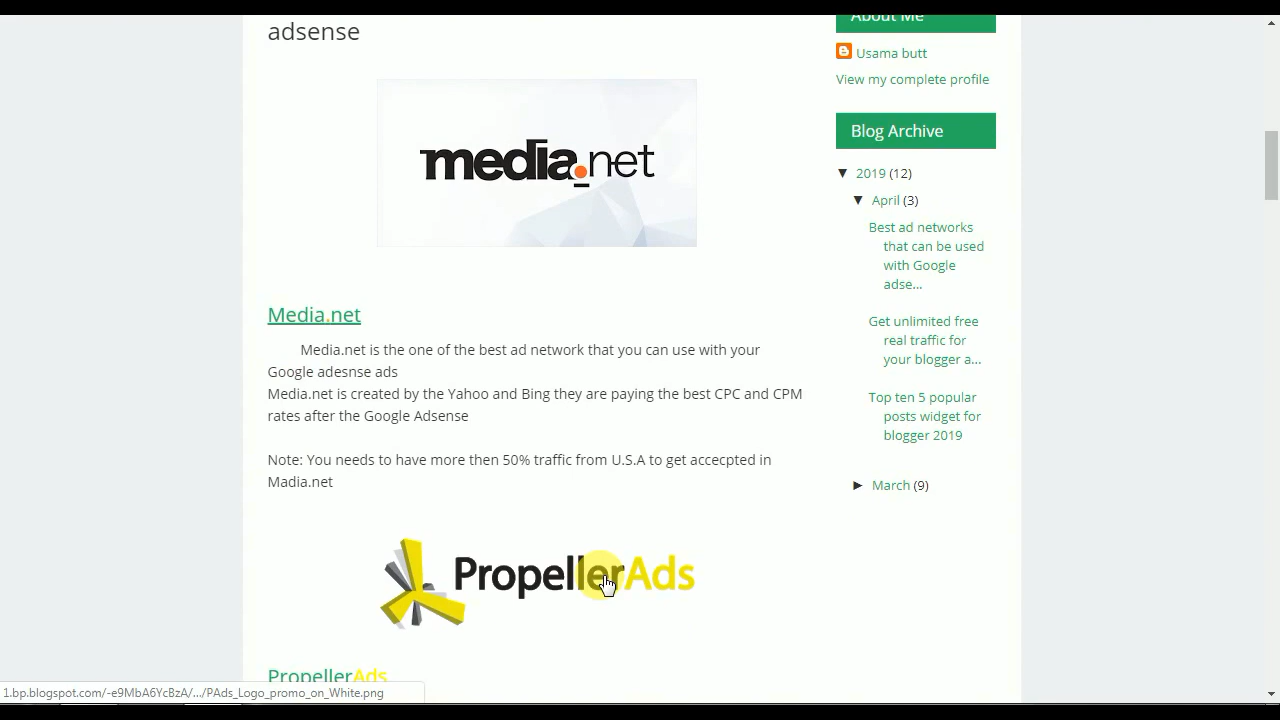 adsense
media.net
Media.net
Media.net is the one of the best ad network that you can use with your
Google adesnse ads
Media.net is created by the Yahoo and Bing they are paying the best CPC and CPM
rates after the Google Adsense
Note: You needs to have more then 50% traffic from U.S.A to get accecpted in
Madia.net
PropellerAds
PropellerAds
About Me
Usama butt
View my complete profile
Blog Archive
▼ 2019 (12)
▼ April (3)
Best ad networks
that can be used
with Google
adse...
Get unlimited free
real traffic for
your blogger a...
Top ten 5 popular
posts widget for
blogger 2019
► March (9)
1.bp.blogspot.com/-e9MbA6YcBzA/.../PAds_Logo_promo_on_White.png